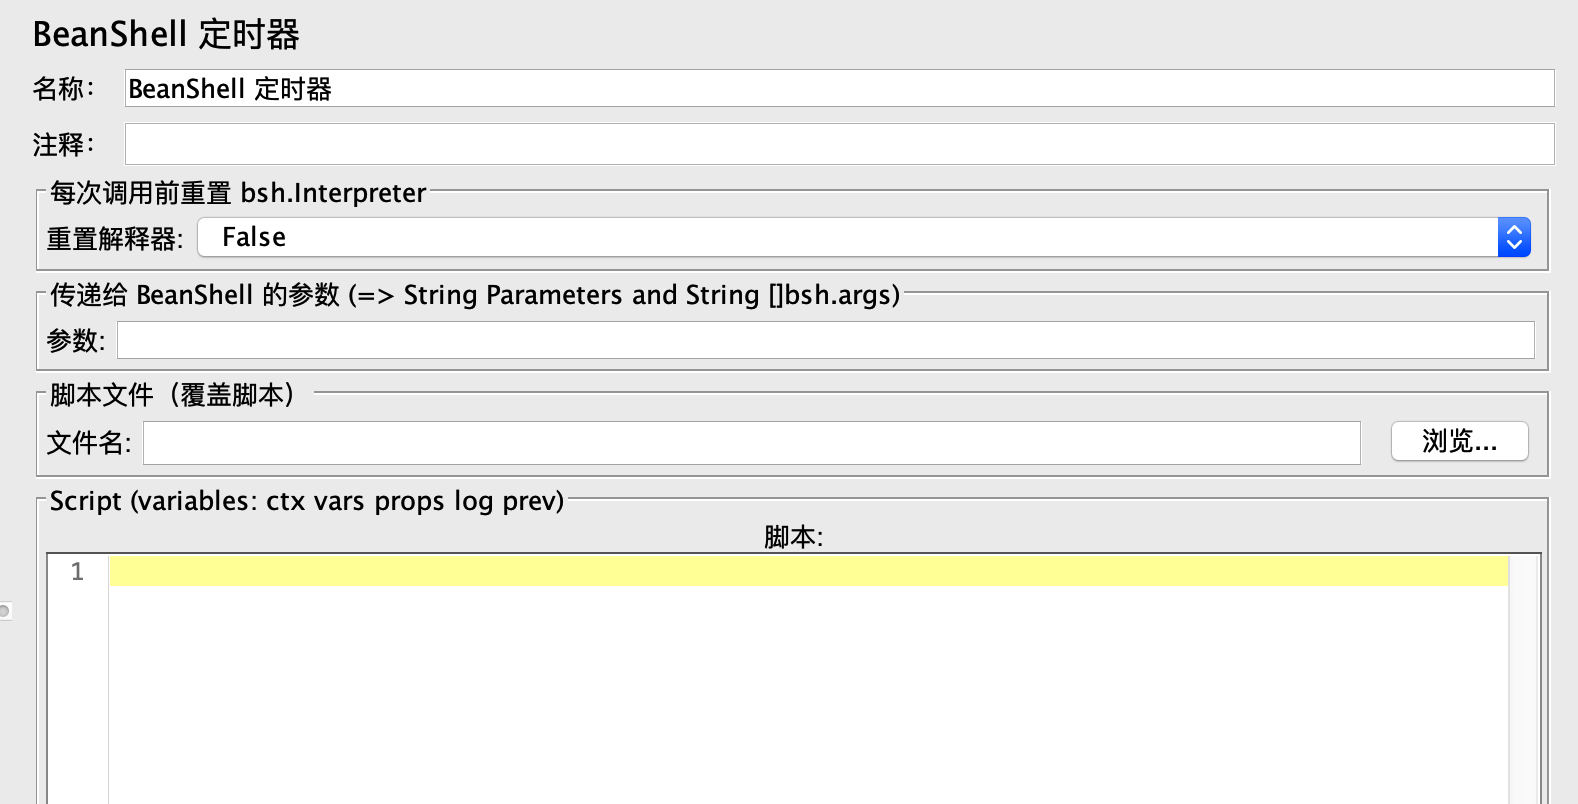 BeanShell 定时器
名称： BeanShell 定时器
注释：
每次调用前重置 bsh.Interpreter
重置解释器: False
传递给 BeanShell 的参数 (=> String Parameters and String []bsh.args)
参数:
脚本文件（覆盖脚本）
文件名: 浏览...
Script (variables: ctx vars props log prev)
脚本:
1